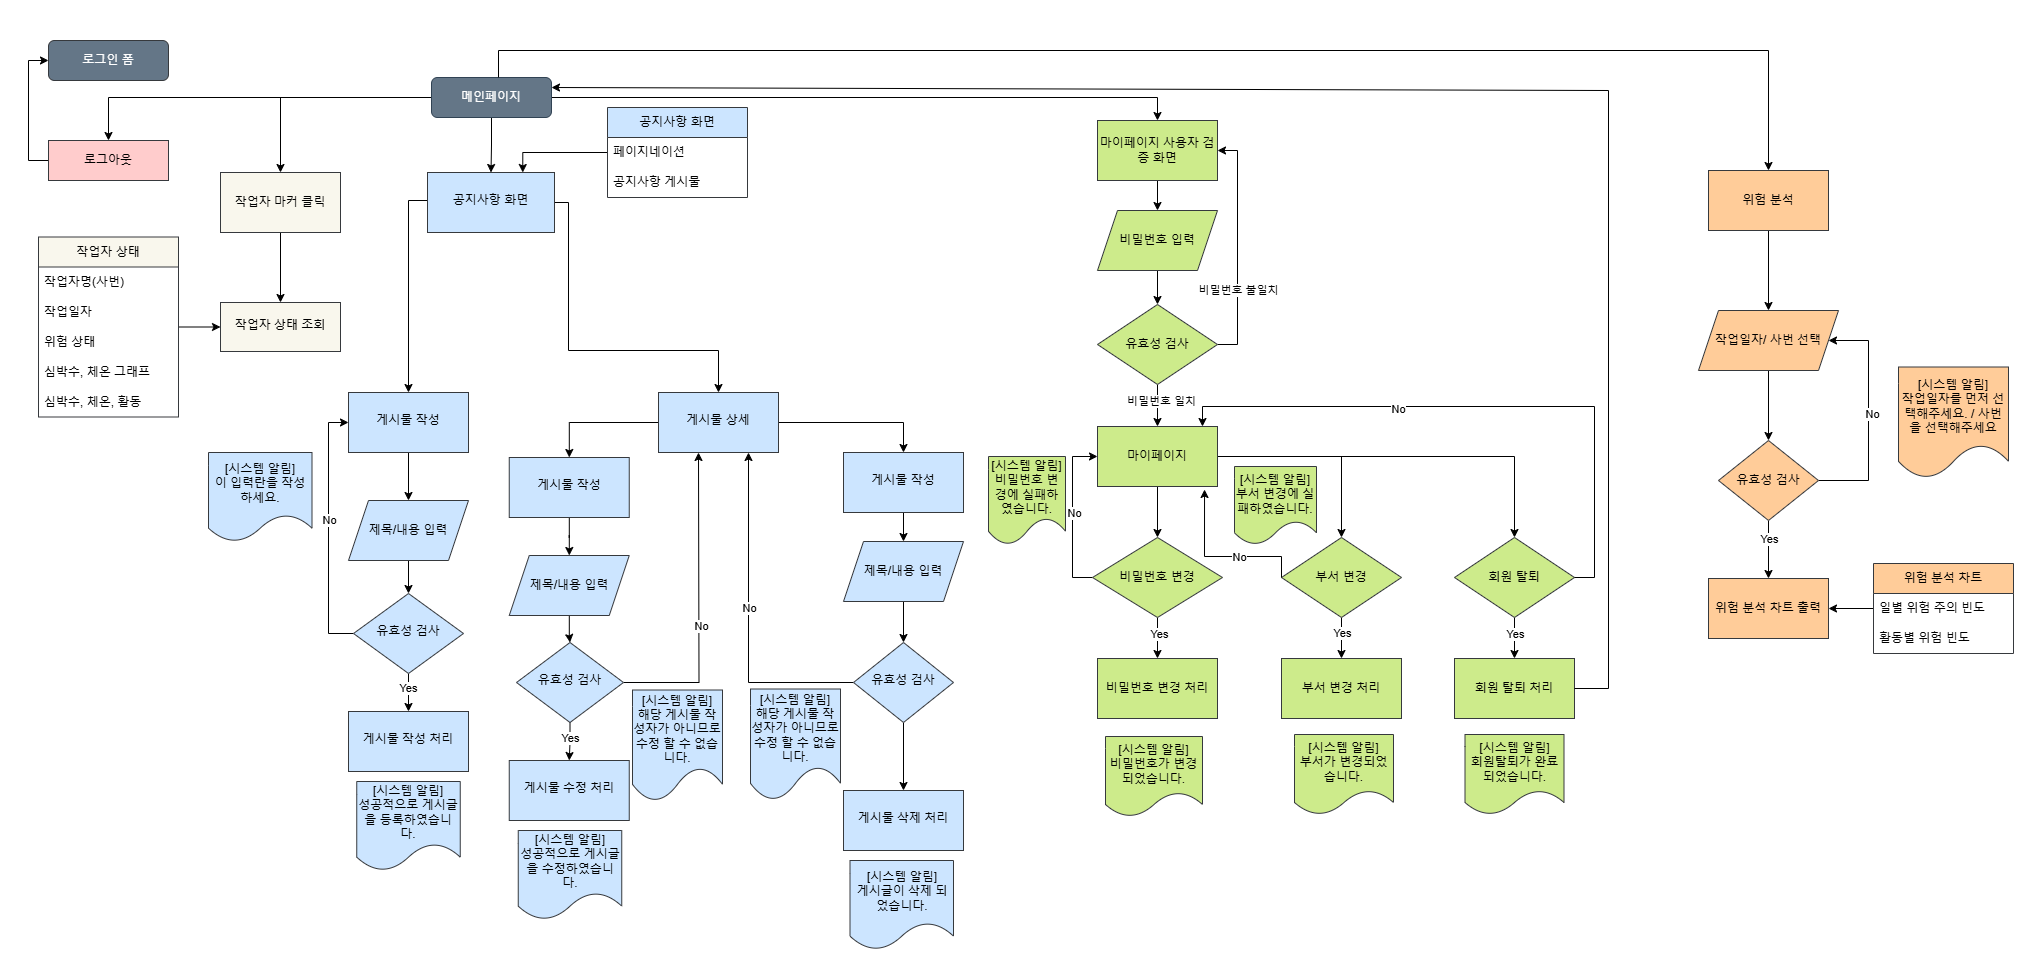 로그인 폼
메인페이지
로그아웃
작업자 마커 클릭
작업자 상태
작업자명(사번)
작업일자
위험 상태
심박수, 체온 그래프
심박수, 체온, 활동
작업자 상태 조회
공지사항 화면
페이지네이션
공지사항 게시물
공지사항 화면
게시물 작성
[시스템 알림]
이 입력란을 작성
하세요.
No
제목/내용 입력
유효성 검사
Yes
게시물 작성 처리
[시스템 알림]
성공적으로 게시글
을 등록하였습니
다.
게시물 상세
게시물 작성
제목/내용 입력
유효성 검사
No
Yes
[시스템 알림]
해당 게시물 작
성자가 아니므로
수정 할 수 없습
니다.
게시물 수정 처리
[시스템 알림]
성공적으로 게시글
을 수정하였습니
다.
게시물 작성
제목/내용 입력
No
유효성 검사
[시스템 알림]
해당 게시물 작
성자가 아니므로
수정 할 수 없습
니다.
게시물 삭제 처리
[시스템 알림]
게시글이 삭제 되
었습니다.
마이페이지 사용자 검
증 화면
비밀번호 입력
비밀번호 불일치
유효성 검사
비밀번호 일치
No
마이페이지
[시스템 알림]
비밀번호 변
경에 실패하
였습니다.
No
[시스템 알림]
부서 변경에 실
패하였습니다.
No
비밀번호 변경
부서 변경
회원 탈퇴
Yes
Yes
Yes
비밀번호 변경 처리
부서 변경 처리
회원 탈퇴 처리
[시스템 알림]
비밀번호가 변경
되었습니다.
[시스템 알림]
부서가 변경되었
습니다.
[시스템 알림]
회원탈퇴가 완료
되었습니다.
위험 분석
작업일자/ 사번 선택
No
[시스템 알림]
작업일자를 먼저 선
택해주세요. / 사번
을 선택해주세요
유효성 검사
Yes
위험 분석 차트 출력
위험 분석 차트
일별 위험 주의 빈도
활동별 위험 빈도